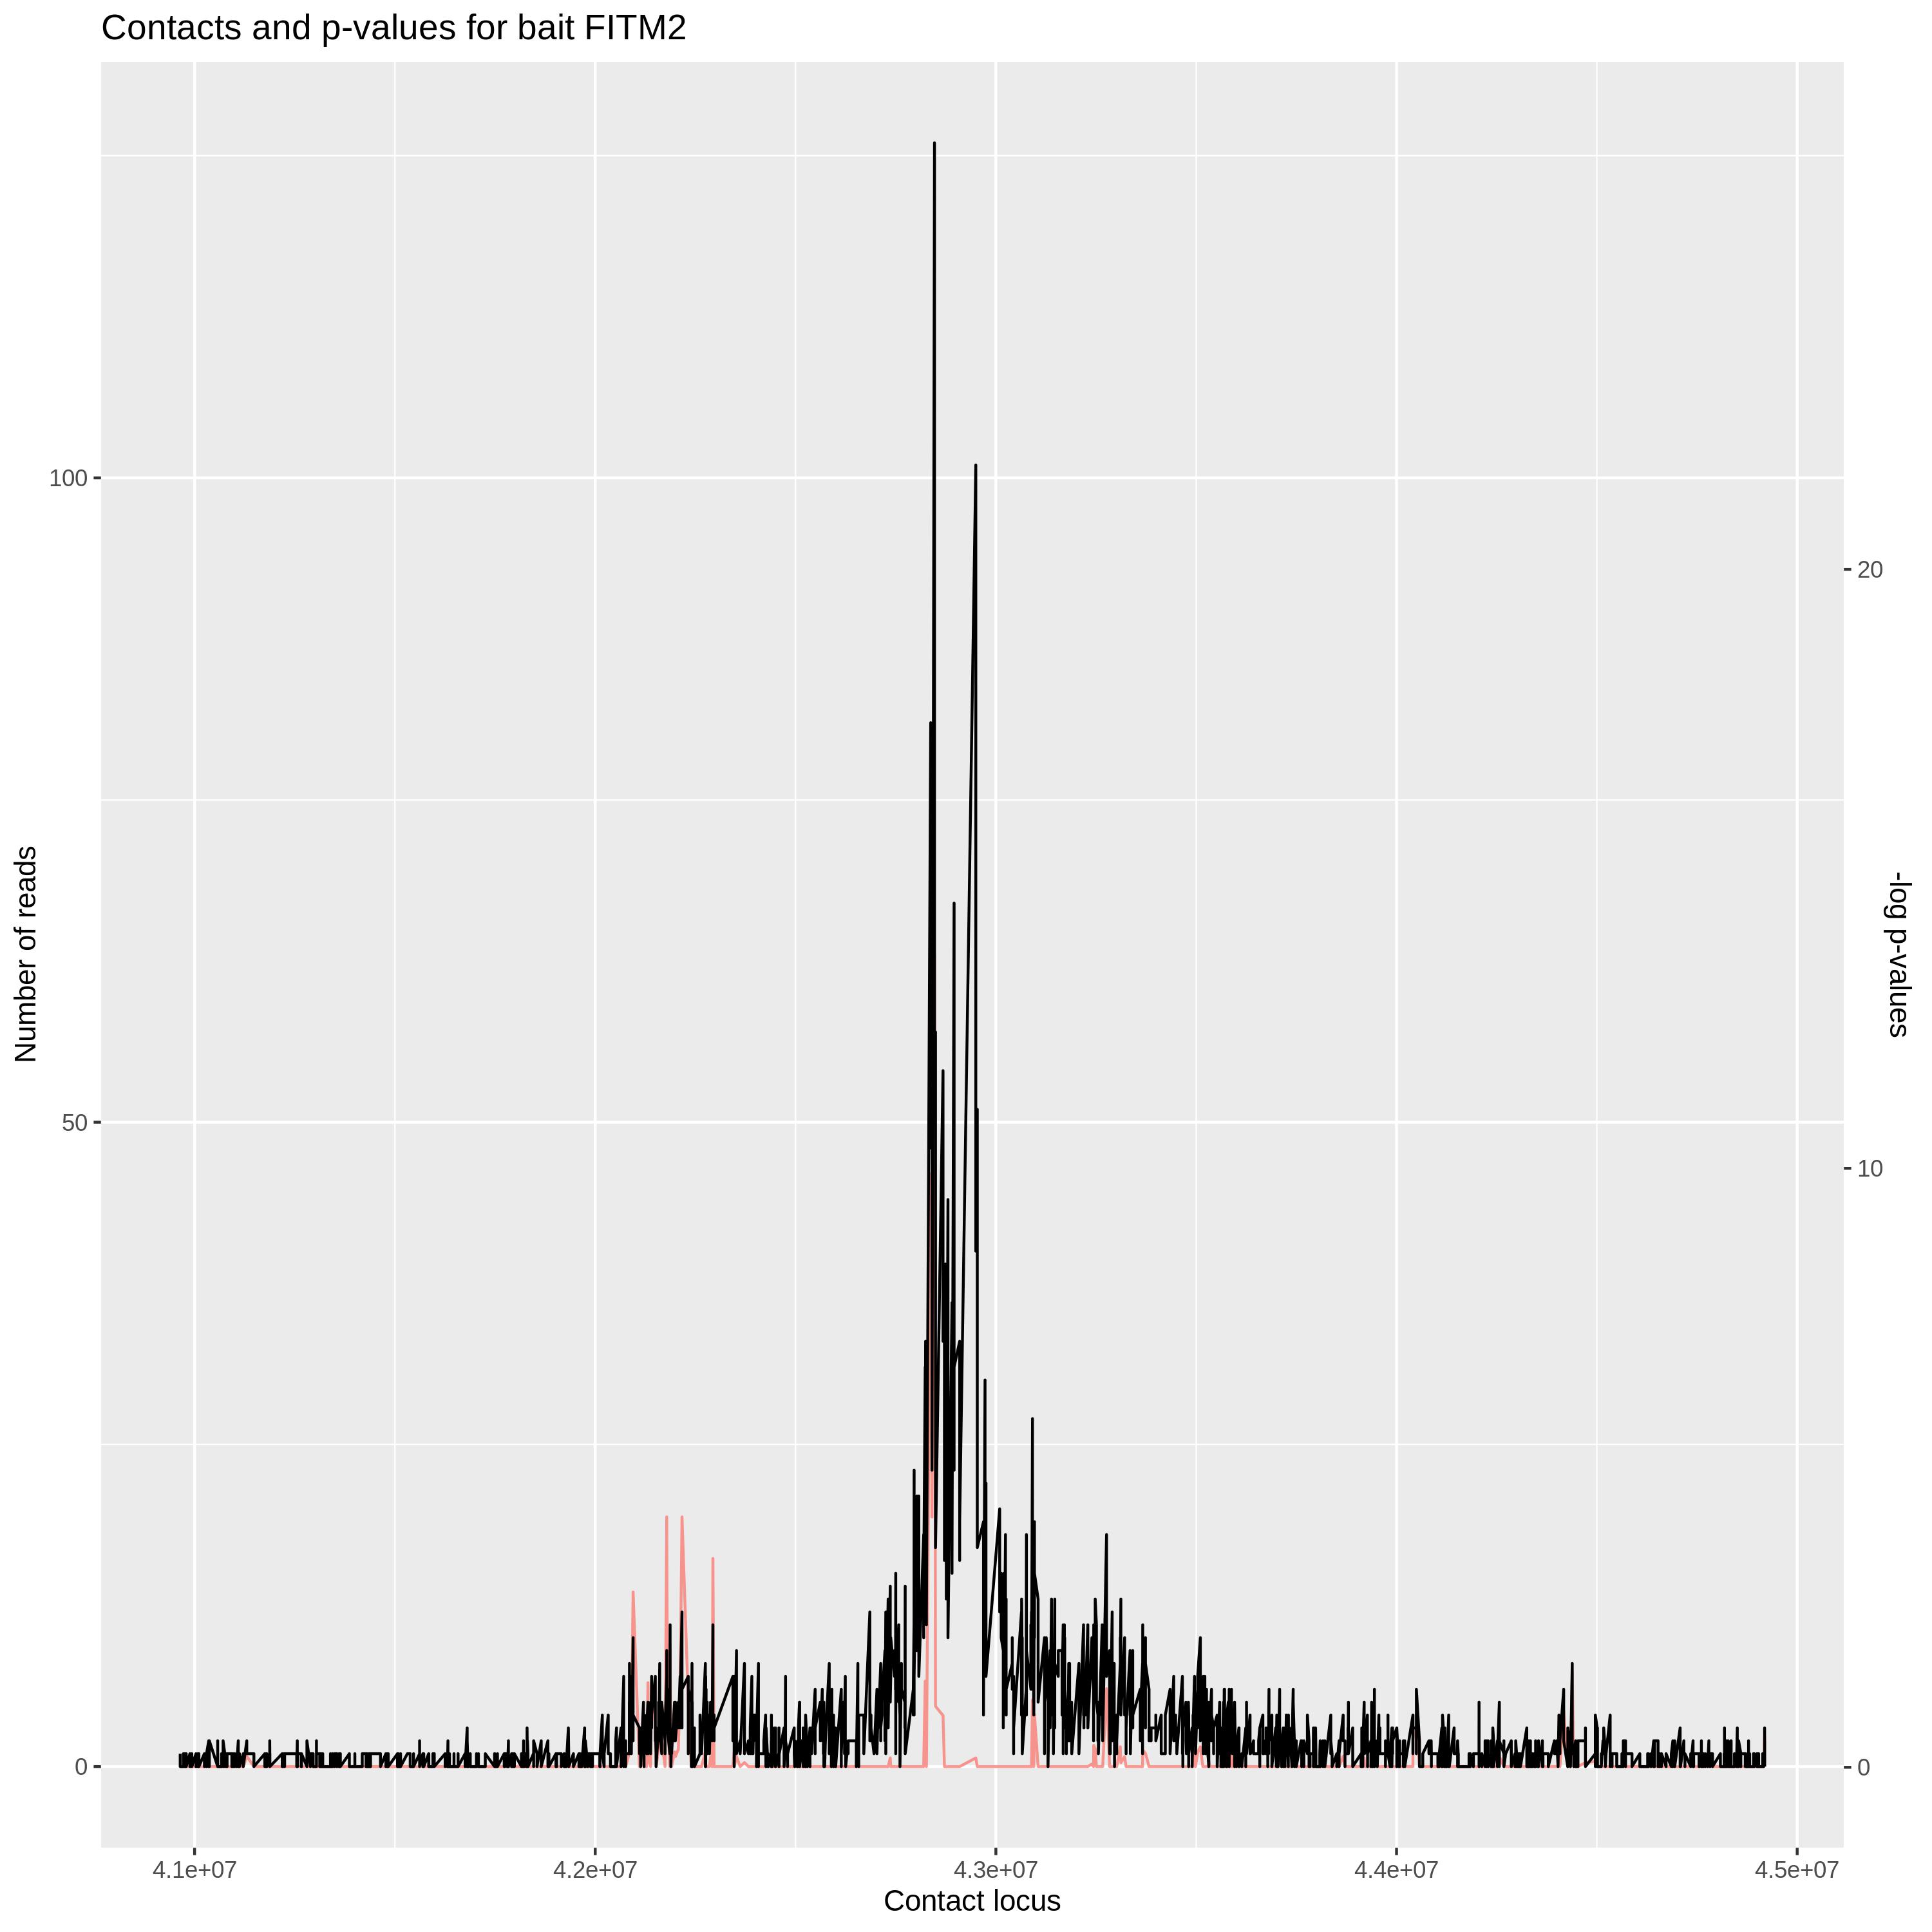 Contacts and p-values for bait FITM2
100
50
0
Number of reads
20
10
0
-log p-values
4.1e+07
4.2e+07
4.3e+07
4.4e+07
4.5e+07
Contact locus